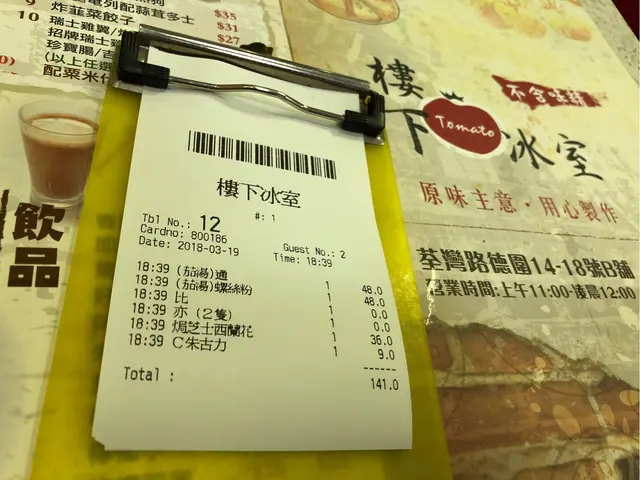 炸菲菜餃子 $35
10 瑞士雞翼 $31
招牌瑞士 $27
珍寶腸
(以上任選
配粟米
飲品
樓下冰室
Tomato
不含味精
原味主意·用心製作
荃灣路德圍14-18號B舖
營業時間:上午11:00-淩晨12:00
樓下冰室
Tbl No.: 12 #: 1
Cardno: 800186
Guest No.: 2
Date: 2018-03-19 Time: 18:39
18:39 (茄湯)通 1 48.0
18:39 (茄湯)螺絲粉 1 48.0
18:39 比 1 0.0
18:39 亦 (2隻) 1 0.0
18:39 焗芝士西蘭花 1 36.0
18:39 C朱古力 1 9.0
------
Total : 141.0